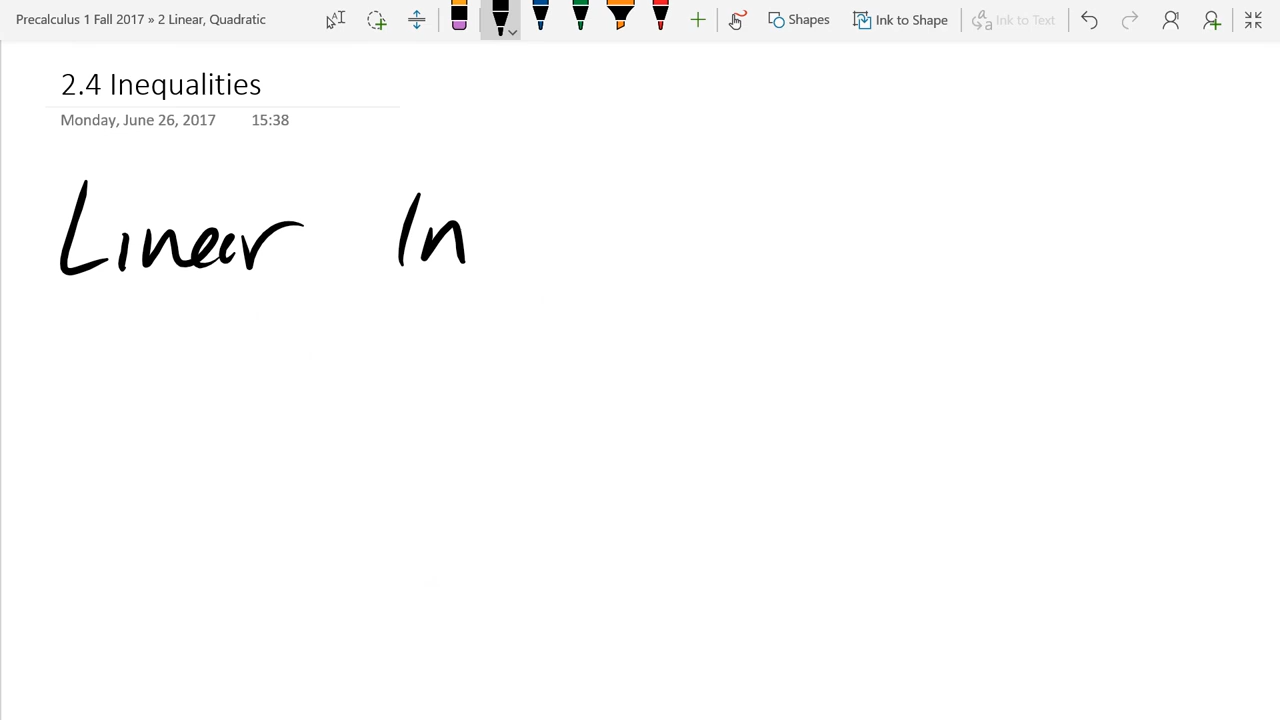 Precalculus 1 Fall 2017 » 2 Linear, Quadratic
Shapes
Ink to Shape
Ink to Text
2.4 Inequalities
Monday, June 26, 2017 15:38
Linear In